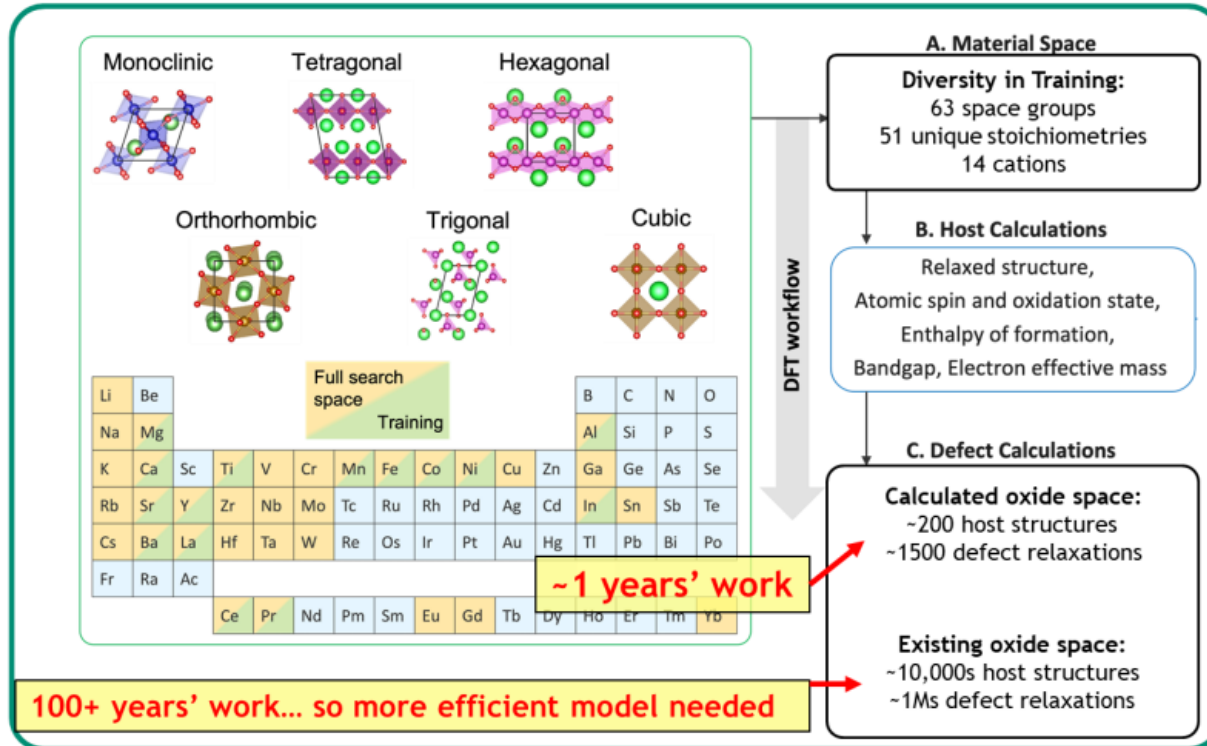 Monoclinic
Tetragonal
Hexagonal
Orthorhombic
Trigonal
Cubic
Full search
space
Training
Li Be B C N O
Na Mg Al Si P S
K Ca Sc Ti V Cr Mn Fe Co Ni Cu Zn Ga Ge As Se
Rb Sr Y Zr Nb Mo Tc Ru Rh Pd Ag Cd In Sn Sb Te
Cs Ba La Hf Ta W Re Os Ir Pt Au Hg Tl Pb Bi Po
Fr Ra Ac
Ce Pr Nd Pm Sm Eu Gd Tb Dy Ho Er Tm Yb
DFT workflow
A. Material Space
Diversity in Training:
63 space groups
51 unique stoichiometries
14 cations
B. Host Calculations
Relaxed structure,
Atomic spin and oxidation state,
Enthalpy of formation,
Bandgap, Electron effective mass
C. Defect Calculations
Calculated oxide space:
~200 host structures
~1500 defect relaxations
~1 years’ work
Existing oxide space:
~10,000s host structures
~1Ms defect relaxations
100+ years’ work... so more efficient model needed